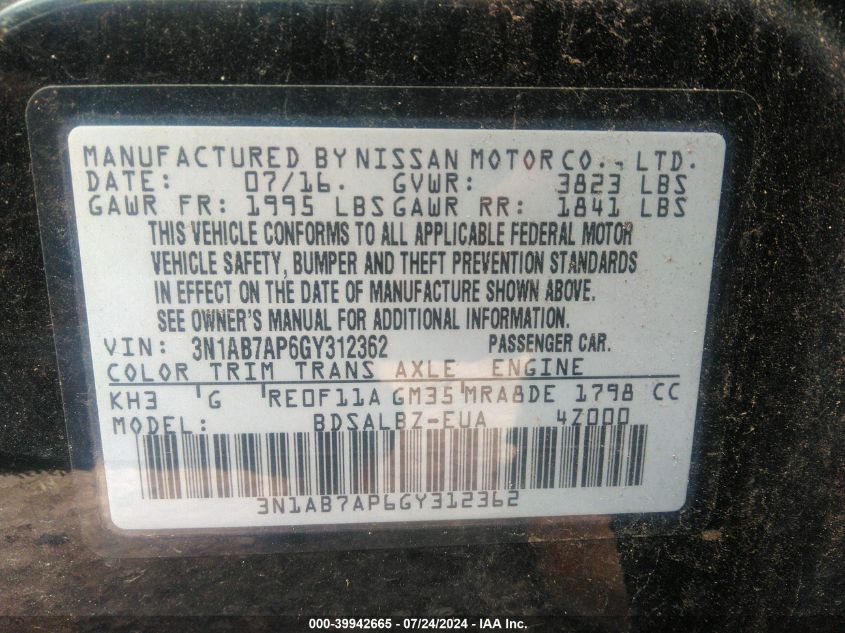 MANUFACTURED BY NISSAN MOTOR CO., LTD.
DATE: 07/16. GVWR: 3823 LBS
GAWR FR: 1995 LBS GAWR RR: 1841 LBS
THIS VEHICLE CONFORMS TO ALL APPLICABLE FEDERAL MOTOR
VEHICLE SAFETY, BUMPER AND THEFT PREVENTION STANDARDS
IN EFFECT ON THE DATE OF MANUFACTURE SHOWN ABOVE.
SEE OWNER'S MANUAL FOR ADDITIONAL INFORMATION.
VIN: 3N1AB7AP6GY312362 PASSENGER CAR.
COLOR TRIM TRANS AXLE ENGINE
KH3 G RE0F11A GM35 MRA8DE 1798 CC
MODEL: BDSALBZ-EUA 4Z000
3N1AB7AP6GY312362
000-39942665 - 07/24/2024 - IAA Inc.